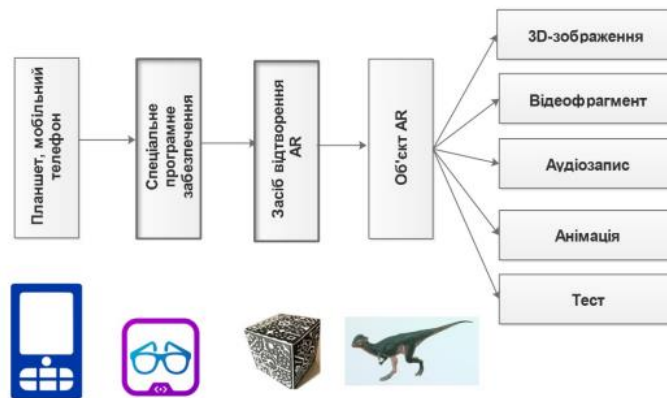 Планшет, мобільний
телефон
Спеціальне
програмне
забезпечення
Засіб відтворення
AR
Об'єкт AR
3D-зображення
Відеофрагмент
Аудіозапис
Анімація
Тест